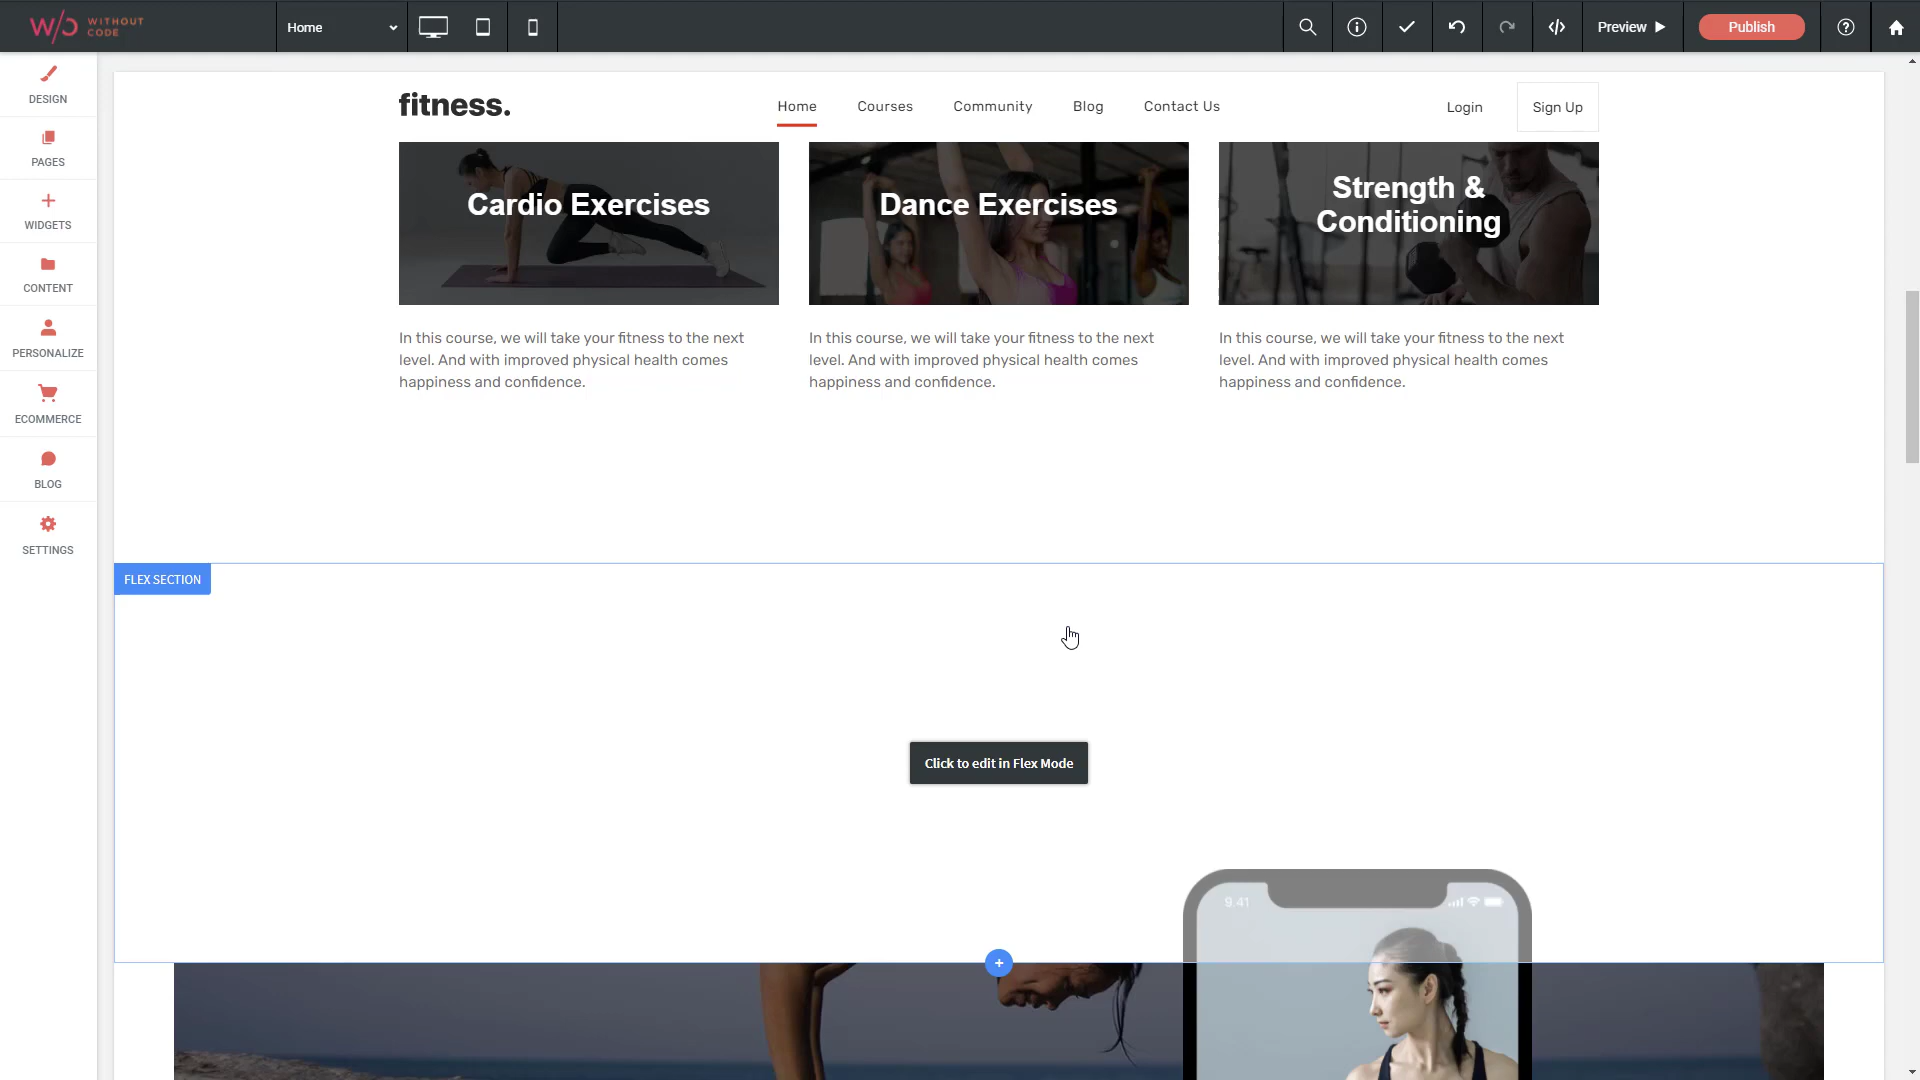 WITHOUT
CODE
Home
Preview
Publish
DESIGN
PAGES
WIDGETS
CONTENT
PERSONALIZE
ECOMMERCE
BLOG
SETTINGS
fitness.
Home
Courses
Community
Blog
Contact Us
Login
Sign Up
Cardio Exercises
Dance Exercises
Strength &
Conditioning
In this course, we will take your fitness to the next
level. And with improved physical health comes
happiness and confidence.
In this course, we will take your fitness to the next
level. And with improved physical health comes
happiness and confidence.
In this course, we will take your fitness to the next
level. And with improved physical health comes
happiness and confidence.
FLEX SECTION
Click to edit in Flex Mode
9:41